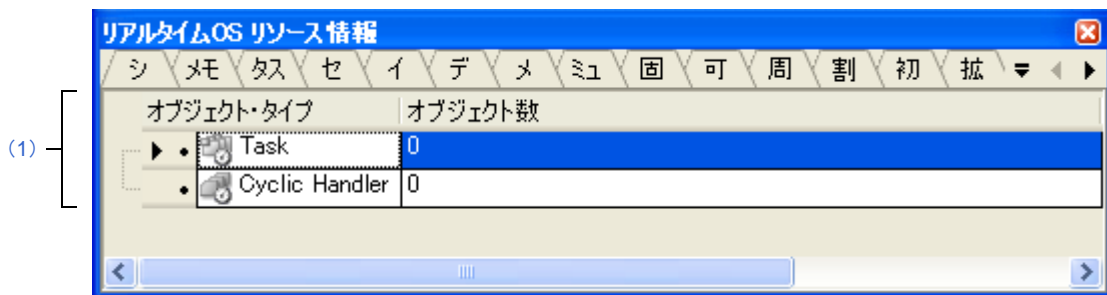 リアルタイムOS リソース情報
シ メモ タス セ イ デ メ ミュ 固 可 周 割 初 拡
(1)
オブジェクト・タイプ オブジェクト数
Task 0
Cyclic Handler 0